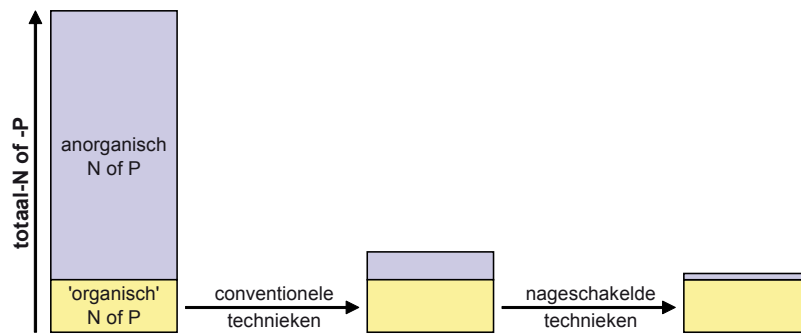 totaal-N of -P
anorganisch
N of P
'organisch'
N of P
conventionele
technieken
nageschakelde
technieken